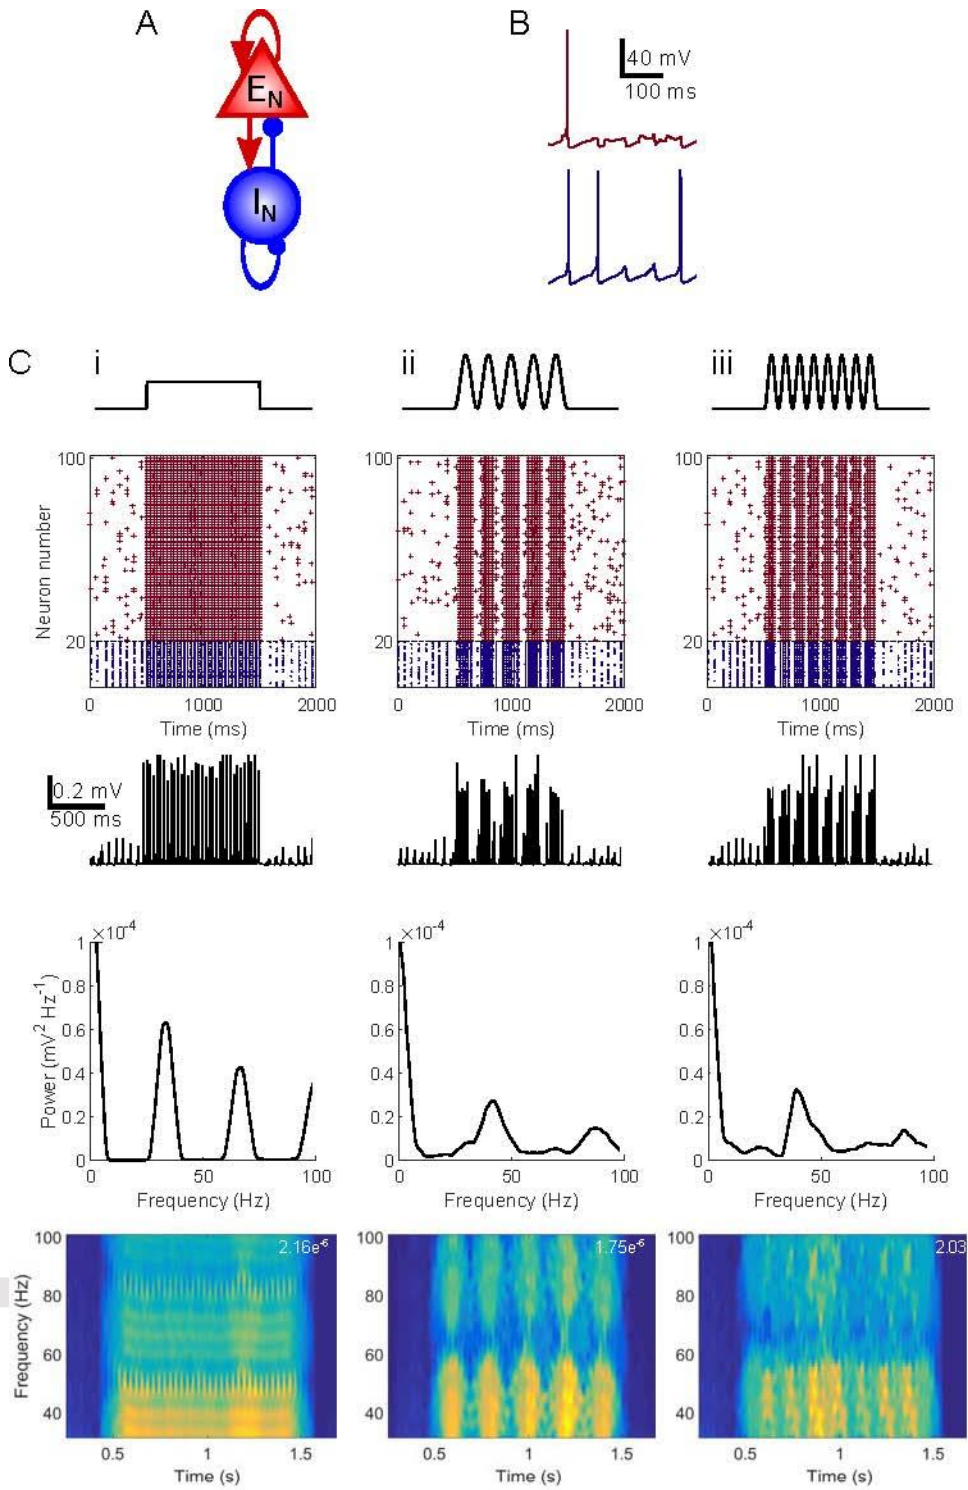 A
B
E_N
40 mV
100 ms
I_N
C
i
ii
iii
100
20
Neuron number
0 1000 2000
Time (ms)
0 1000 2000
Time (ms)
100
20
0 1000 2000
Time (ms)
100
20
0.2 mV
500 ms
×10^-4
1
0.8
0.6
0.4
0.2
0
Power (mV^2 Hz^-1)
0 50 100
Frequency (Hz)
×10^-4
1
0.8
0.6
0.4
0.2
0
0 50 100
Frequency (Hz)
×10^-4
1
0.8
0.6
0.4
0.2
0
0 50 100
Frequency (Hz)
2.16e^-6
100
80
60
40
Frequency (Hz)
0.5 1 1.5
Time (s)
1.75e^-6
100
80
60
40
0.5 1 1.5
Time (s)
2.03
100
80
60
40
0.5 1 1.5
Time (s)